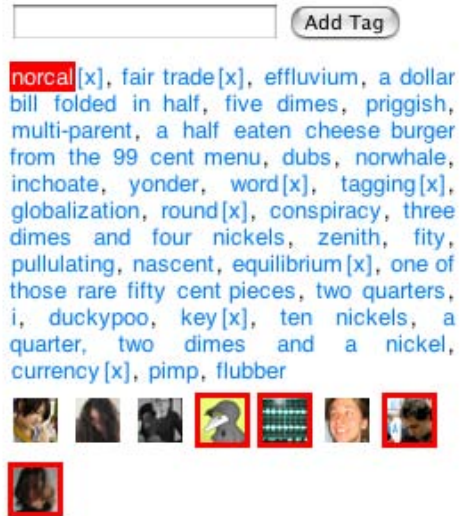 Add Tag
norcal[x], fair trade[x], effluvium, a dollar
bill folded in half, five dimes, priggish,
multi-parent, a half eaten cheese burger
from the 99 cent menu, dubs, norwhale,
inchoate, yonder, word[x], tagging[x],
globalization, round[x], conspiracy, three
dimes and four nickels, zenith, fity,
pullulating, nascent, equilibrium[x], one of
those rare fifty cent pieces, two quarters,
i, duckypoo, key[x], ten nickels, a
quarter, two dimes and a nickel,
currency[x], pimp, flubber